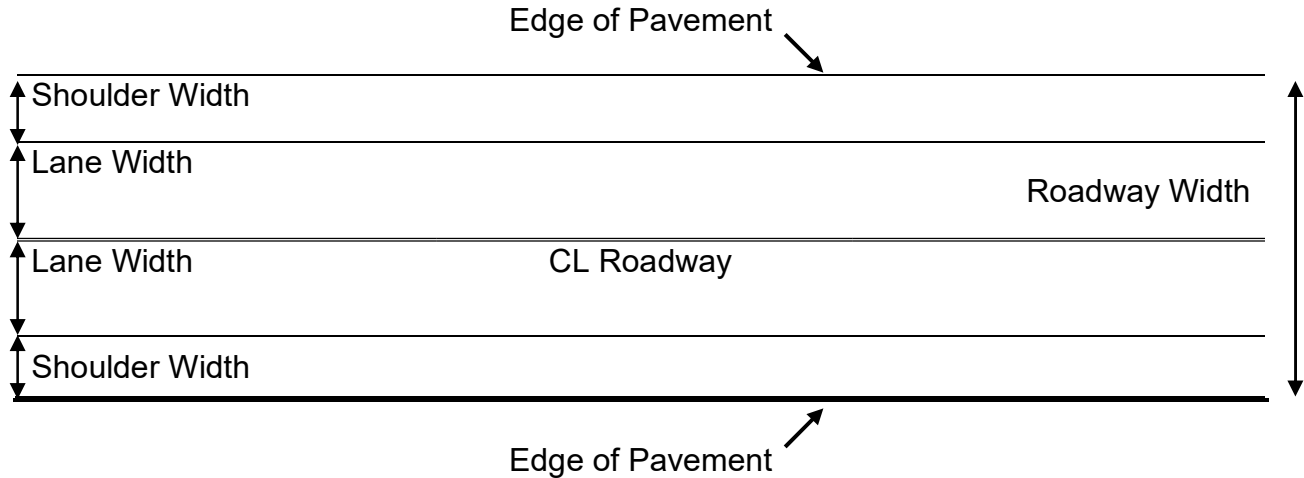 Edge of Pavement
Shoulder Width
Lane Width
Roadway Width
Lane Width
CL Roadway
Shoulder Width
Edge of Pavement